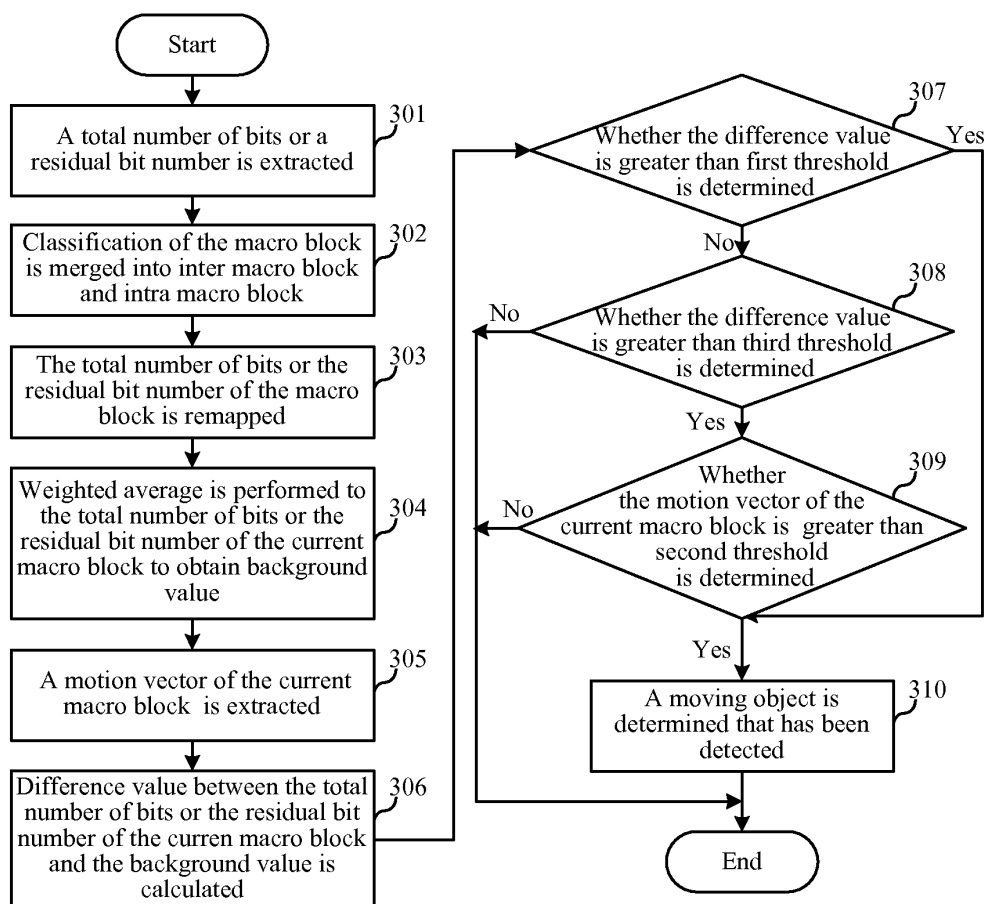 Start
301
A total number of bits or a
residual bit number is extracted
302
Classification of the macro block
is merged into inter macro block
and intra macro block
303
The total number of bits or the
residual bit number of the macro
block is remapped
304
Weighted average is performed to
the total number of bits or the
residual bit number of the current
macro block to obtain background
value
305
A motion vector of the current
macro block is extracted
306
Difference value between the total
number of bits or the residual bit
number of the curren macro block
and the background value is
calculated
307
Whether the difference value
is greater than first threshold
is determined
Yes
No
308
Whether the difference value
is greater than third threshold
is determined
No
Yes
309
Whether
the motion vector of the
current macro block is greater than
second threshold
is determined
No
Yes
310
A moving object is
determined that has been
detected
End